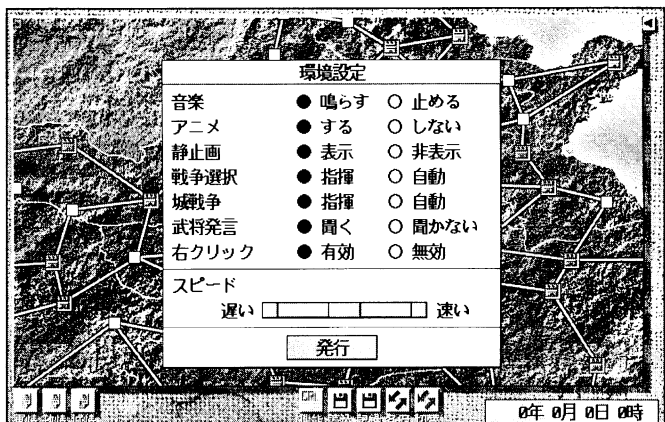 環境設定
音楽 ● 鳴らす ○ 止める
アニメ ● する ○ しない
静止画 ● 表示 ○ 非表示
戦争選択 ● 指揮 ○ 自動
城戦争 ● 指揮 ○ 自動
武将発言 ● 聞く ○ 聞かない
右クリック ● 有効 ○ 無効
スピード
遅い 速い
発行
0年 0月 0日 0時